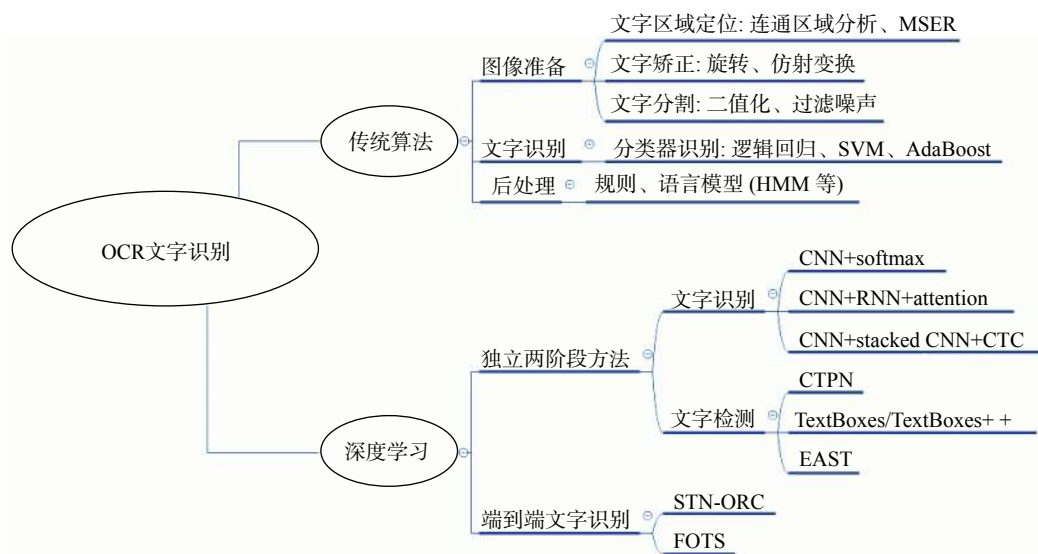 OCR文字识别
传统算法
图像准备
文字区域定位: 连通区域分析、MSER
文字矫正: 旋转、仿射变换
文字分割: 二值化、过滤噪声
文字识别
分类器识别: 逻辑回归、SVM、AdaBoost
后处理
规则、语言模型 (HMM 等)
深度学习
独立两阶段方法
文字识别
CNN+softmax
CNN+RNN+attention
CNN+stacked CNN+CTC
文字检测
CTPN
TextBoxes/TextBoxes+ +
EAST
端到端文字识别
STN-ORC
FOTS